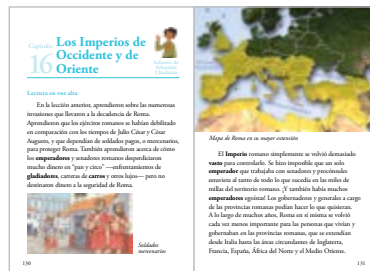 Capítulo
16
Los Imperios de
Occidente y de
Oriente
Lectura en voz alta
En la lección anterior, aprendieron sobre las numerosas
invasiones que llevaron a la decadencia de Roma.
Aprendieron que los ejércitos romanos se habían debilitado
en comparación con los tiempos de Julio César y César
Augusto, y que dependían de soldados pagos, o mercenarios,
para proteger Roma. También aprendieron acerca de cómo
los emperadores y senadores romanos desperdiciaron
mucho dinero en “pan y circo” —enfrentamientos de
gladiadores, carreras de carros y otros lujos— pero no
destinaron dinero a la seguridad de Roma.
Soldados
mercenarios
130
Mapa de Roma en su mayor extensión
El Imperio romano simplemente se volvió demasiado
vasto para controlarlo. Se hizo imposible que un solo
emperador que trabajaba con senadores y procónsules
estuviera al tanto de todo lo que sucedía en las miles de
millas del territorio romano. ¡Y también había muchos
emperadores egoístas! Los gobernadores y generales a cargo
de las provincias romanas podían hacer lo que quisieran.
A lo largo de muchos años, Roma en sí misma se volvió
cada vez menos importante para las personas que vivían y
gobernaban en las provincias romanas, que se extendían
desde Italia hasta las áreas circundantes de Inglaterra,
Francia, España, África del Norte y el Medio Oriente.
131